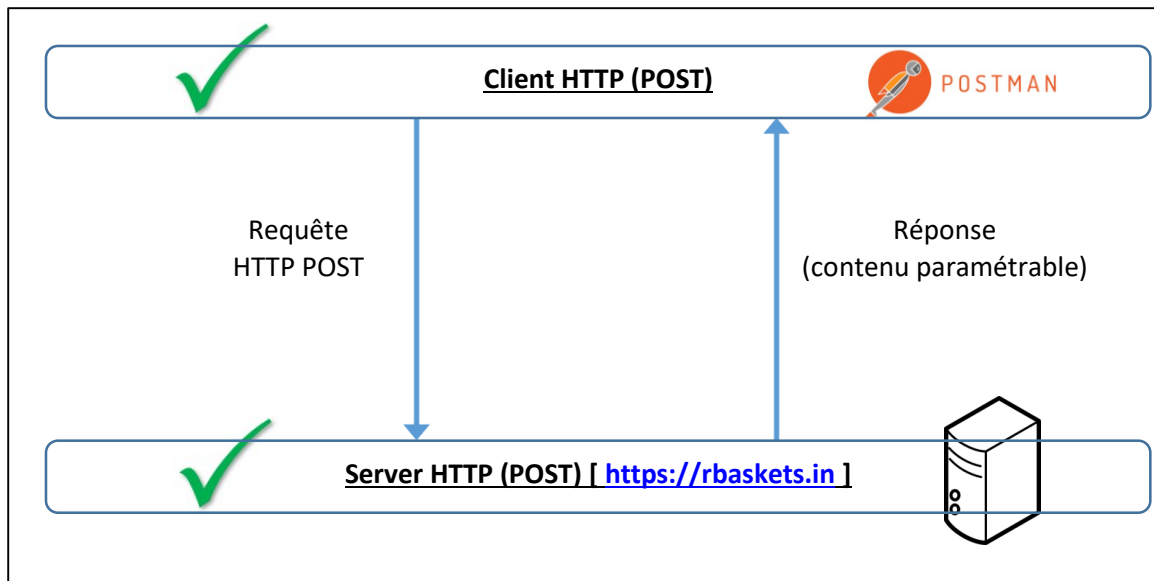 Client HTTP (POST)
POSTMAN
Requête
HTTP POST
Réponse
(contenu paramétrable)
Server HTTP (POST) [ https://rbaskets.in ]